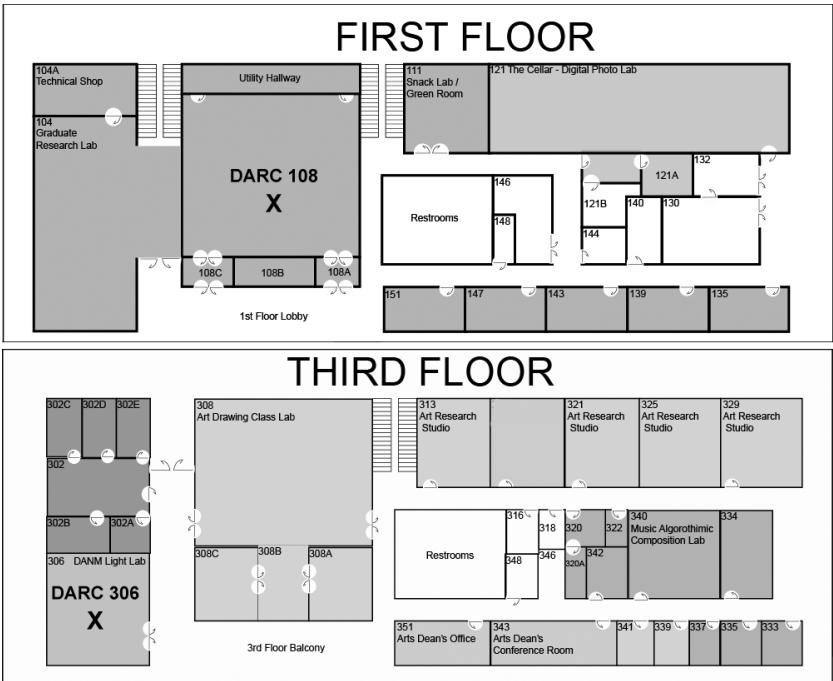 FIRST FLOOR
104A
Technical Shop
Utility Hallway
111
Snack Lab /
Green Room
121 The Cellar - Digital Photo Lab
104
Graduate
Research Lab
DARC 108
X
146
132
121A
Restrooms
121B
140
130
148
144
108C
108B
108A
1st Floor Lobby
151
147
143
139
135
THIRD FLOOR
302C
302D
302E
308
Art Drawing Class Lab
313
Art Research
Studio
321
Art Research
Studio
325
Art Research
Studio
329
Art Research
Studio
302
302B
302A
316
318
320
322
340
Music Algorothimic
Composition Lab
334
306 DANM Light Lab
308C
308B
308A
Restrooms
348
346
320A
342
DARC 306
X
3rd Floor Balcony
351
Arts Dean's Office
343
Arts Dean's
Conference Room
341
339
337
335
333